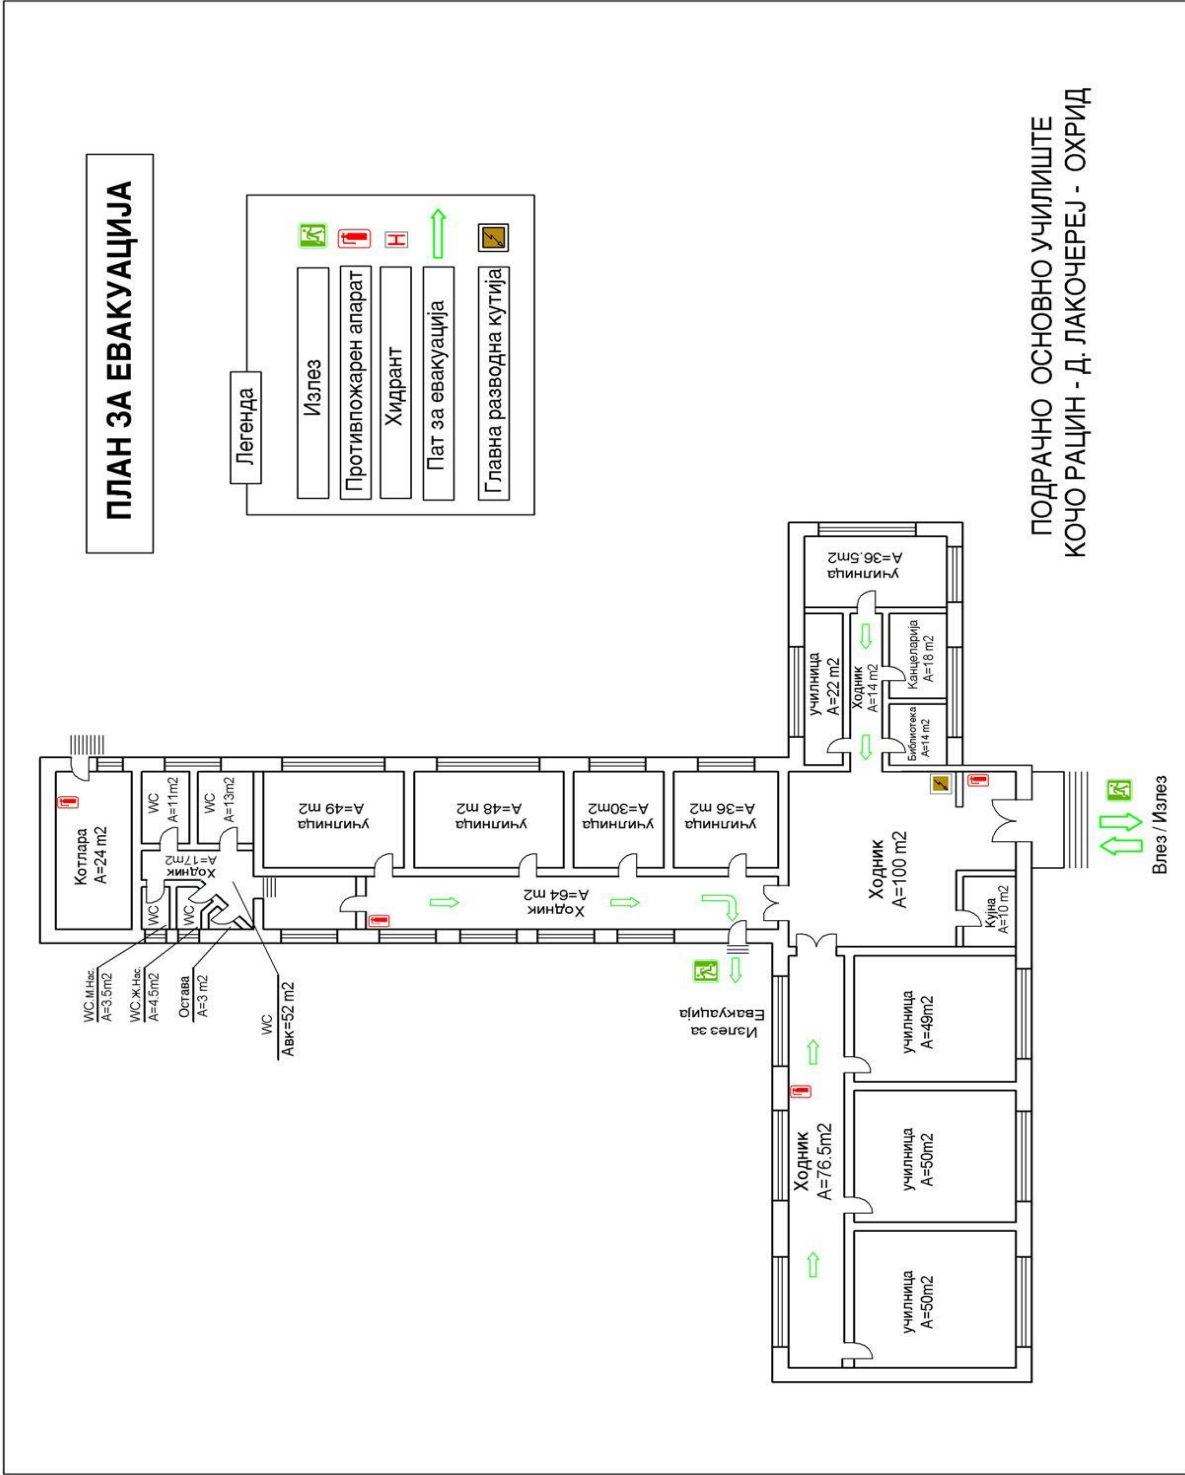 ПЛАН ЗА ЕВАКУАЦИЈА
Легенда
Излез
Противпожарен апарат
Хидрант
H
Пат за евакуација
Главна разводна кутија
ПОДРАЧНО ОСНОВНО УЧИЛИШТЕ
КОЧО РАЦИН - Д. ЛАКОЧЕРЕЈ - ОХРИД
Котлара
А=24 m2
WC
А=11m2
WC
А=13m2
Ходник
А=17m2
WC
WC
WC.М.Нас.
А=3.5m2
WC.Ж.Нас.
А=4.5m2
Остава
А=3 m2
WC
Авк=52 m2
училница
А=49 m2
училница
А=48 m2
училница
А=30m2
училница
А=36 m2
Ходник
А=64 m2
Излез за
Евакуација
училница
А=36.5m2
училница
А=22 m2
Ходник
А=14 m2
Канцеларија
А=18 m2
Библиотека
А=14 m2
Ходник
А=100 m2
Кујна
А=10 m2
Влез / Излез
Ходник
А=76.5m2
училница
А=49m2
училница
А=50m2
училница
А=50m2